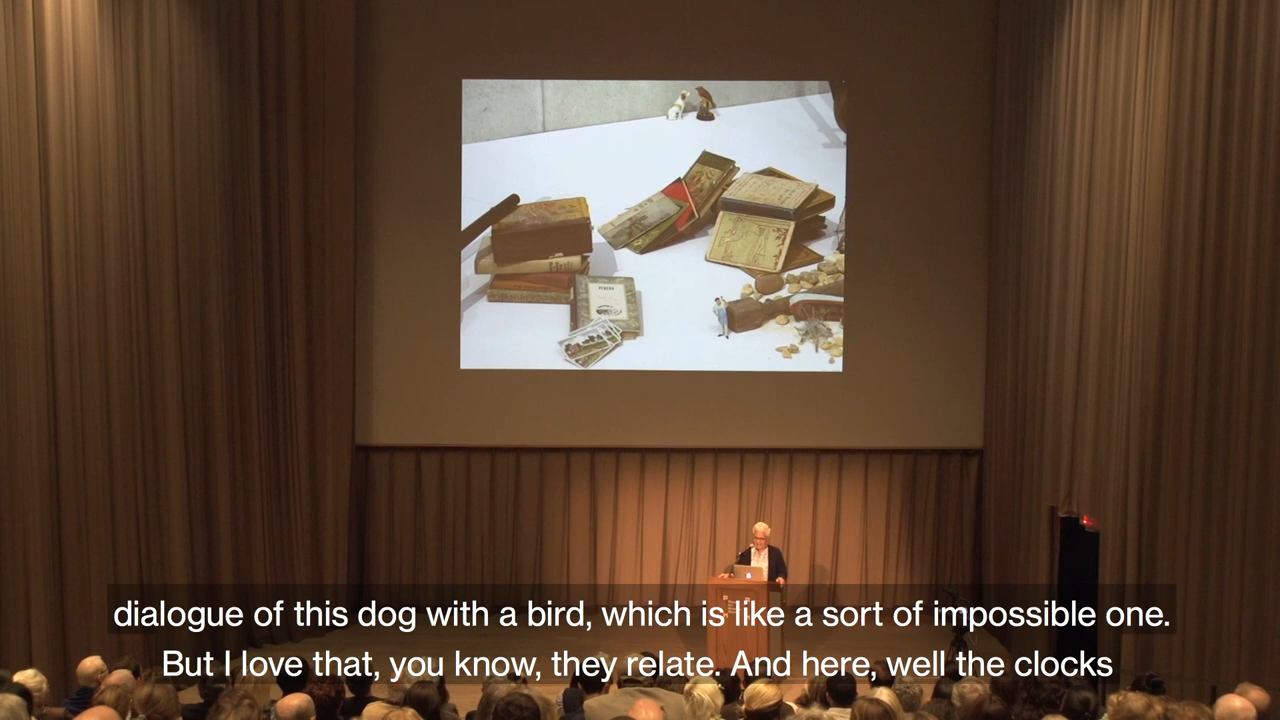 dialogue of this dog with a bird, which is like a sort of impossible one.
But I love that, you know, they relate. And here, well the clocks